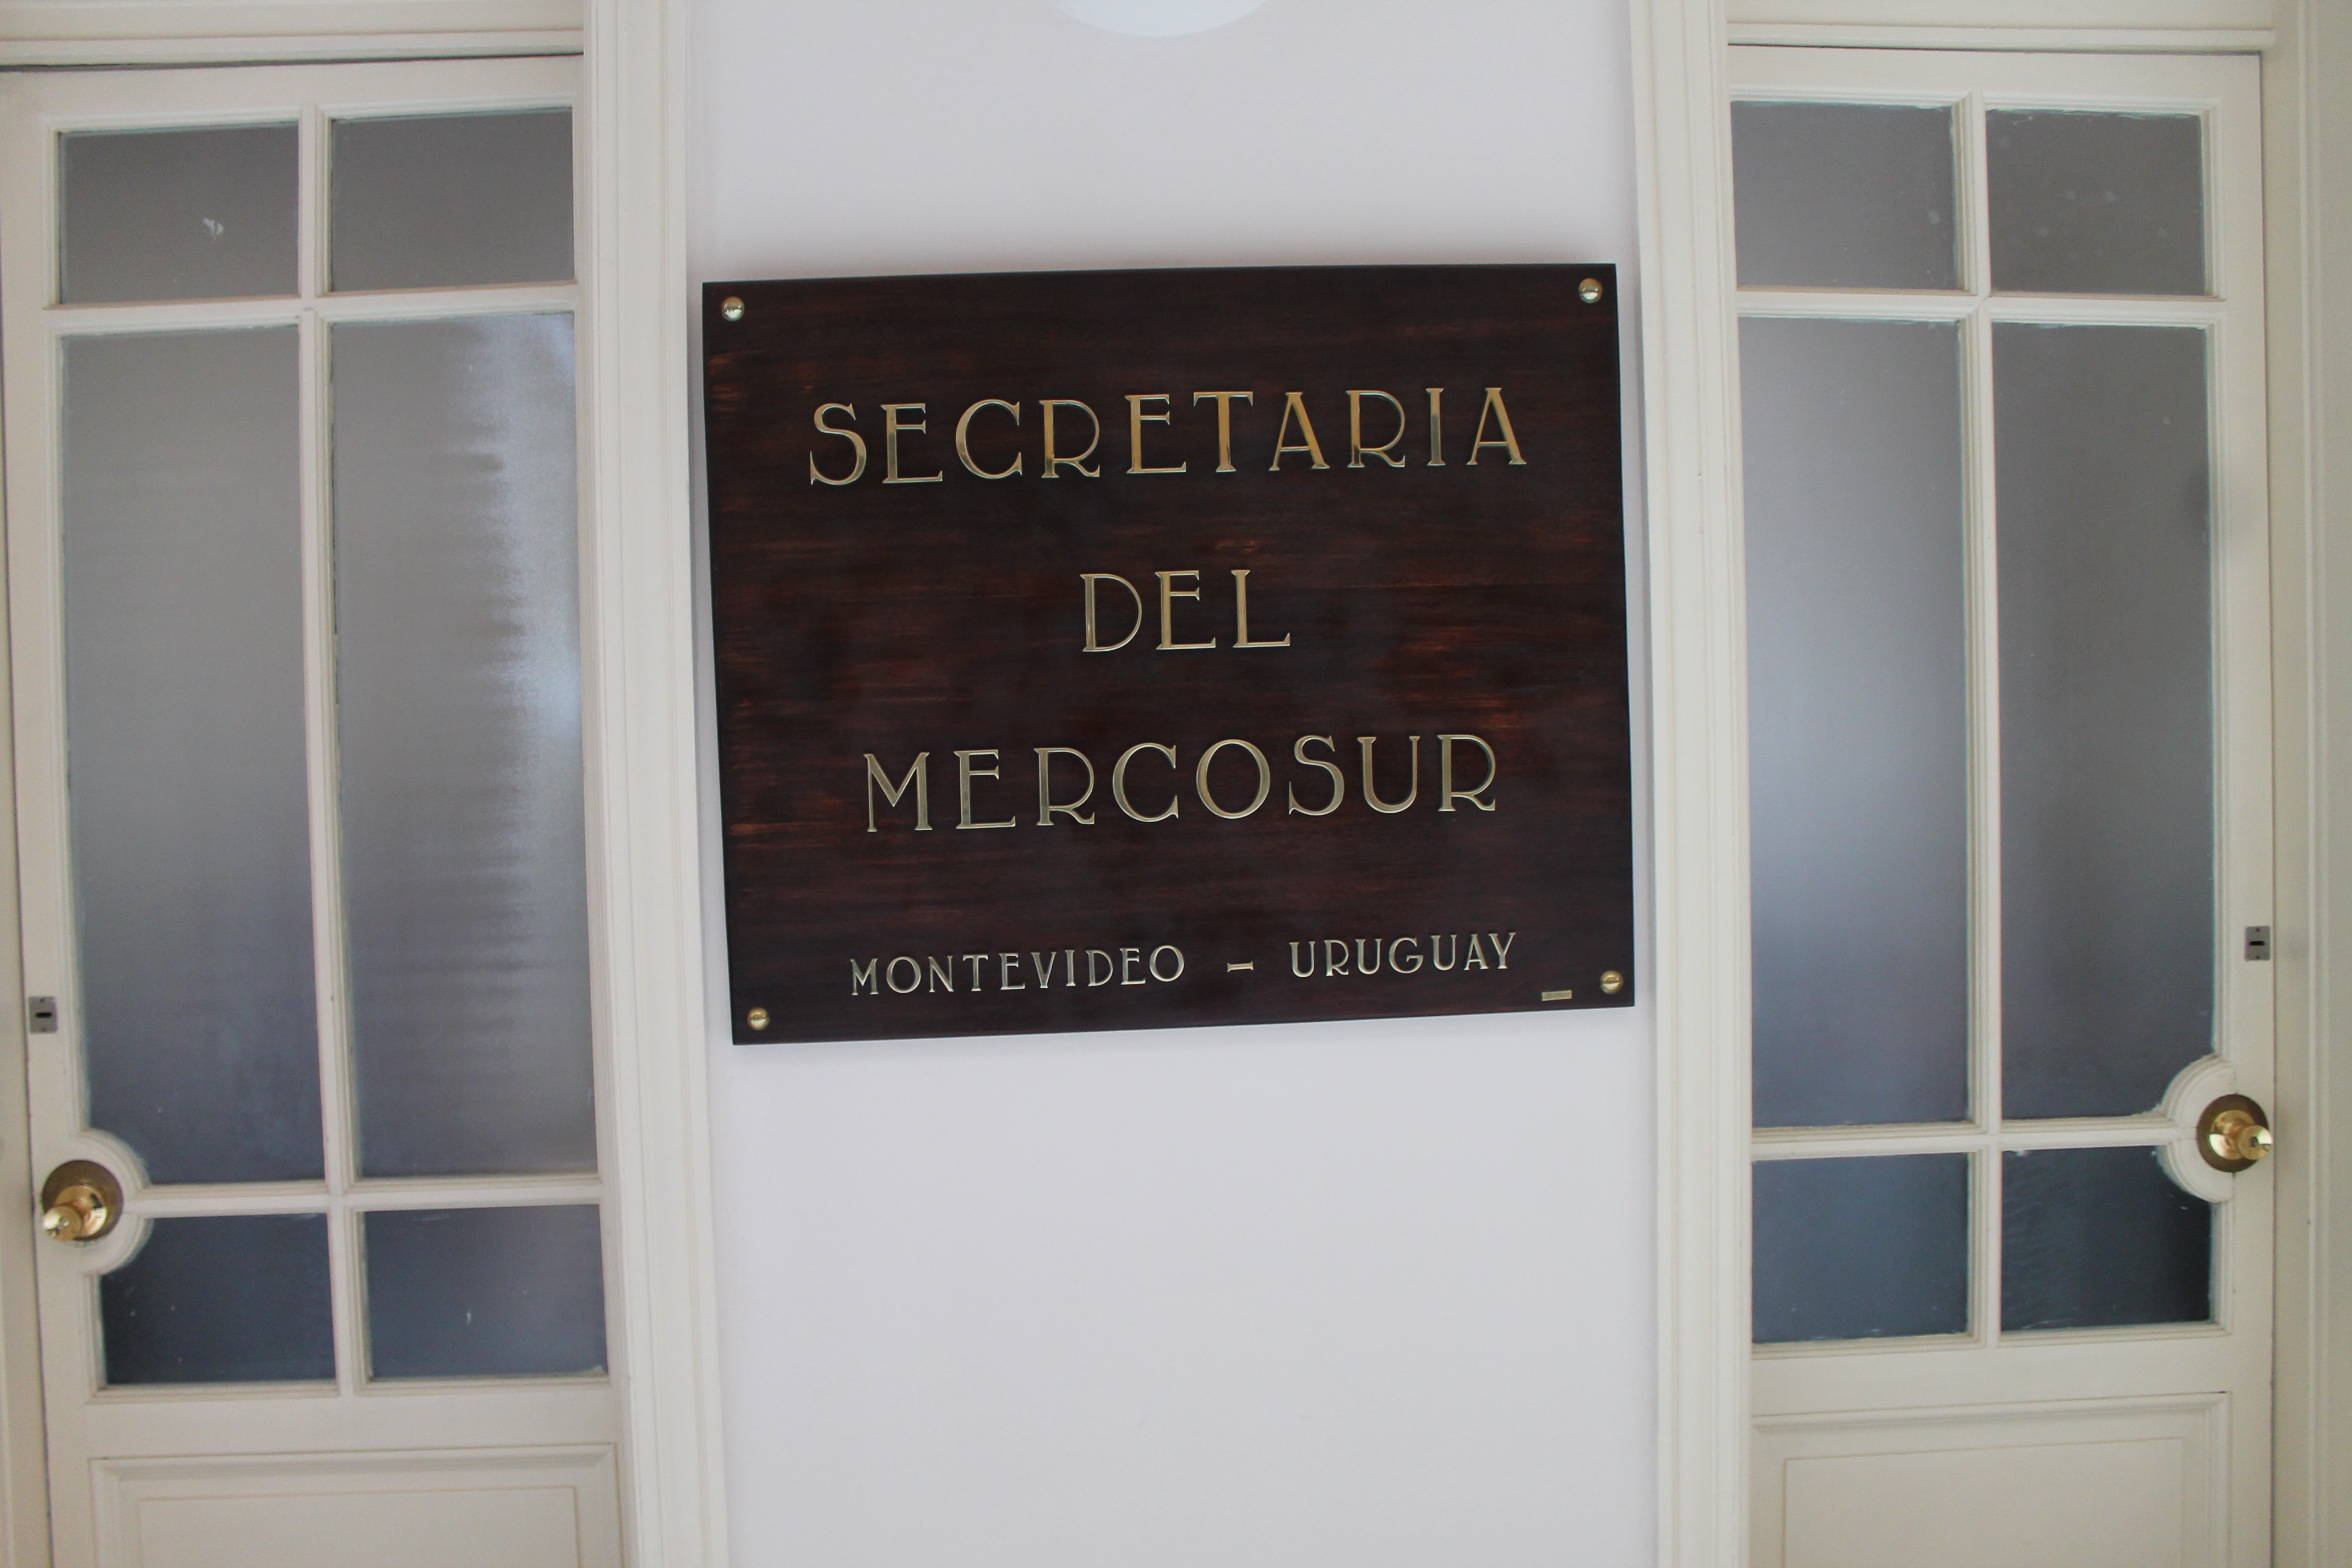 SECRETARIA
DEL
MERCOSUR
MONTEVIDEO - URUGUAY